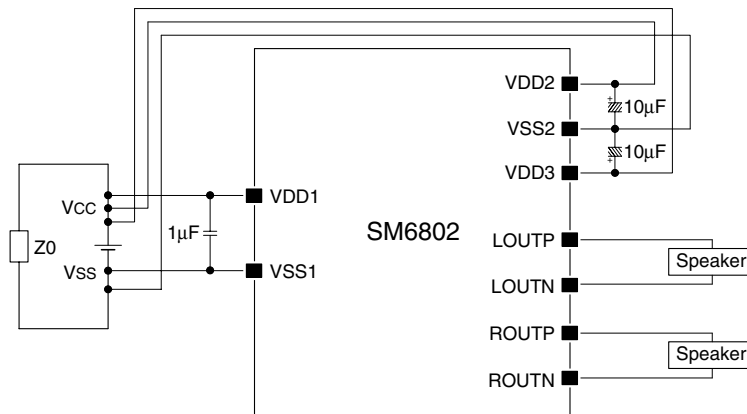 VDD2
+
10μF
VSS2
10μF
+
VDD3
VCC
VDD1
1μF
SM6802
Z0
LOUTP
Speaker
VSS
VSS1
LOUTN
ROUTP
Speaker
ROUTN